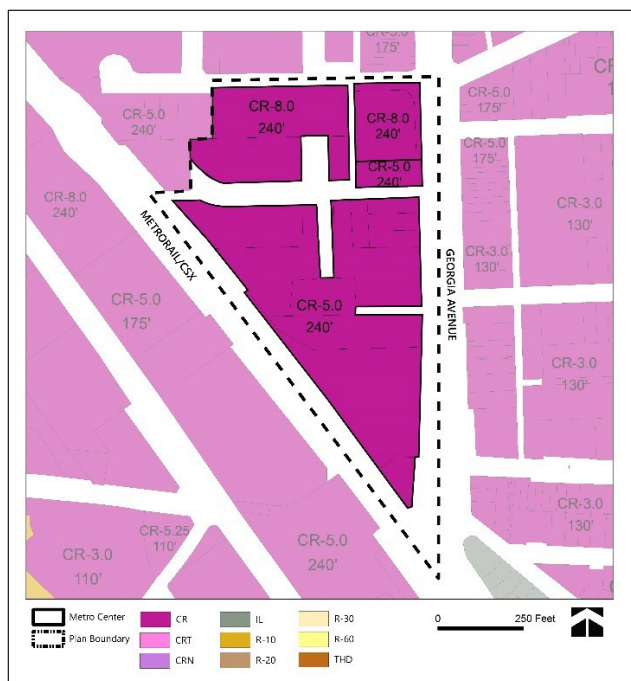 175'
CR-5.0
240'
CR-8.0
240'
CR-8.0
240'
CR-5.0
240'
CR-5.0
175'
CR
CR-5.0
175'
CR-3.0
130'
CR-3.0
130'
CR-8.0
240'
METRORAIL/CSX
GEORGIA AVENUE
CR-5.0
175'
CR-5.0
240'
CR-3.0
130'
CR-3.0
110'
CR-5.25
110'
CR-5.0
240'
CR-3.0
130'
Metro Center
Plan Boundary
CR
CRT
CRN
IL
R-10
R-20
R-30
R-60
THD
0 250 Feet